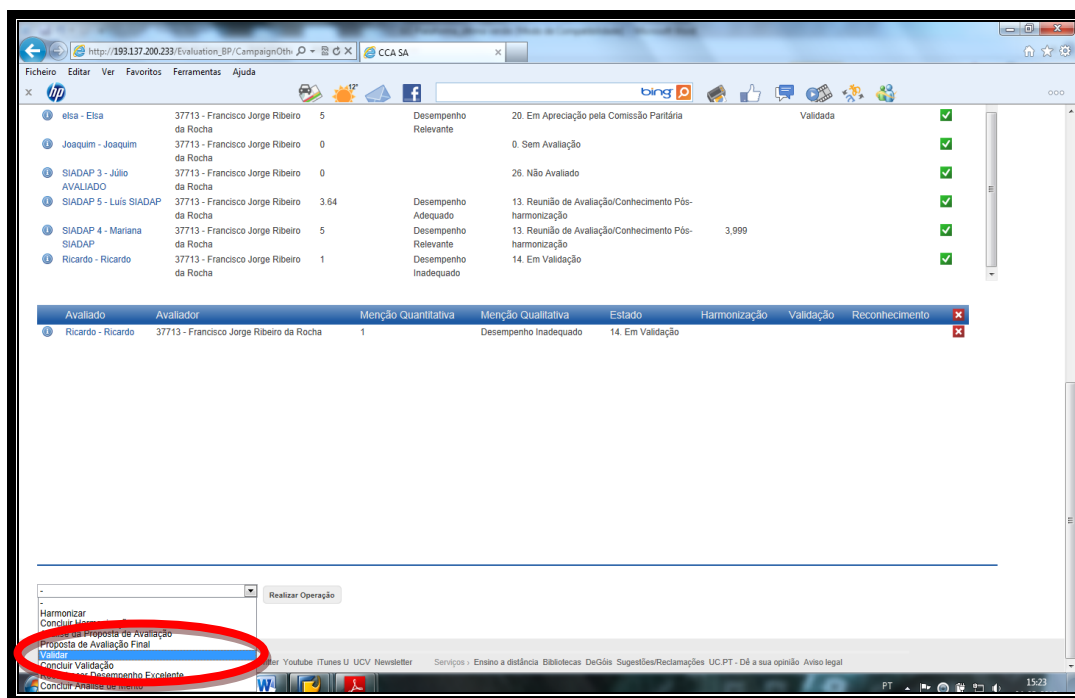 http://193.137.200.233/Evaluation_BP/CampaignOthe
CCA SA
Ficheiro Editar Ver Favoritos Ferramentas Ajuda
x hp 12° f bing
elsa - Elsa 37713 - Francisco Jorge Ribeiro 5 Desempenho 20. Em Apreciação pela Comissão Paritária Validada
da Rocha Relevante
Joaquim - Joaquim 37713 - Francisco Jorge Ribeiro 0 0. Sem Avaliação
da Rocha
SIADAP 3 - Júlio 37713 - Francisco Jorge Ribeiro 0 26. Não Avaliado
AVALIADO da Rocha
SIADAP 5 - Luís SIADAP 37713 - Francisco Jorge Ribeiro 3.64 Desempenho 13. Reunião de Avaliação/Conhecimento Pós-
da Rocha Adequado harmonização
SIADAP 4 - Mariana 37713 - Francisco Jorge Ribeiro 5 Desempenho 13. Reunião de Avaliação/Conhecimento Pós- 3,999
SIADAP da Rocha Relevante harmonização
Ricardo - Ricardo 37713 - Francisco Jorge Ribeiro 1 Desempenho 14. Em Validação
da Rocha Inadequado
Avaliado Avaliador Menção Quantitativa Menção Qualitativa Estado Harmonização Validação Reconhecimento
Ricardo - Ricardo 37713 - Francisco Jorge Ribeiro da Rocha 1 Desempenho Inadequado 14. Em Validação
-
Realizar Operação
-
Harmonizar
Concluir Harmonização
da Proposta de Avaliação
Proposta de Avaliação Final
Validar
Concluir Validação
Desempenho Excelente
Concluir Análise de Mérito
Youtube iTunes U UCV Newsletter Serviços › Ensino a distância Bibliotecas DeGóis Sugestões/Reclamações UC.PT - Dê a sua opinião Aviso legal
PT 15:23